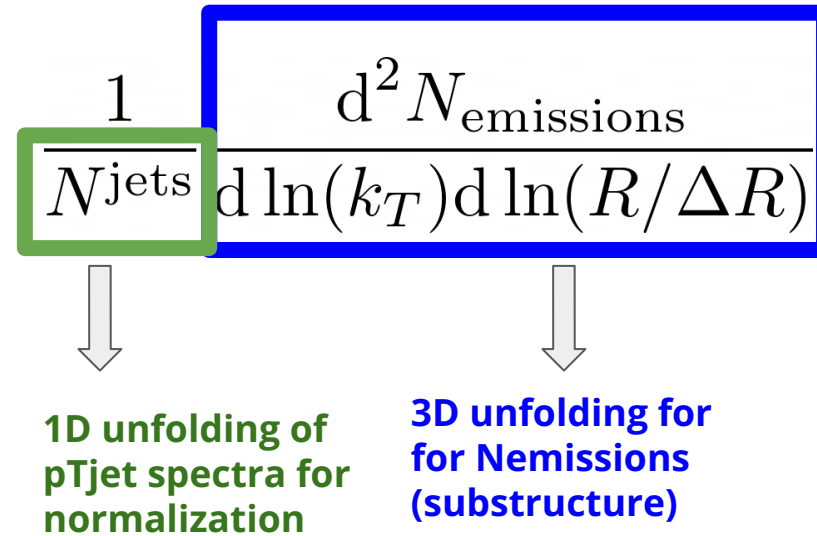 1 d²N_emissions
N^jets d ln(k_T)d ln(R/ΔR)
1D unfolding of
pTjet spectra for
normalization
3D unfolding for
for Nemissions
(substructure)